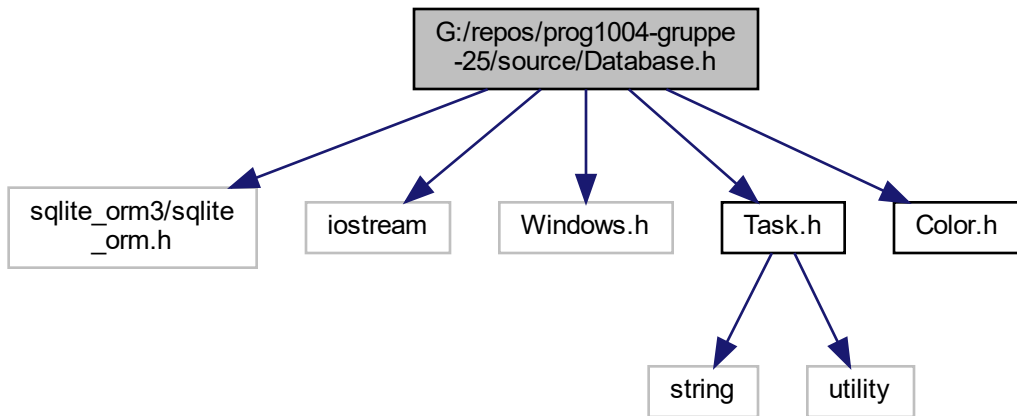 G:/repos/prog1004-gruppe
-25/source/Database.h
sqlite_orm3/sqlite
_orm.h
iostream
Windows.h
Task.h
Color.h
string
utility